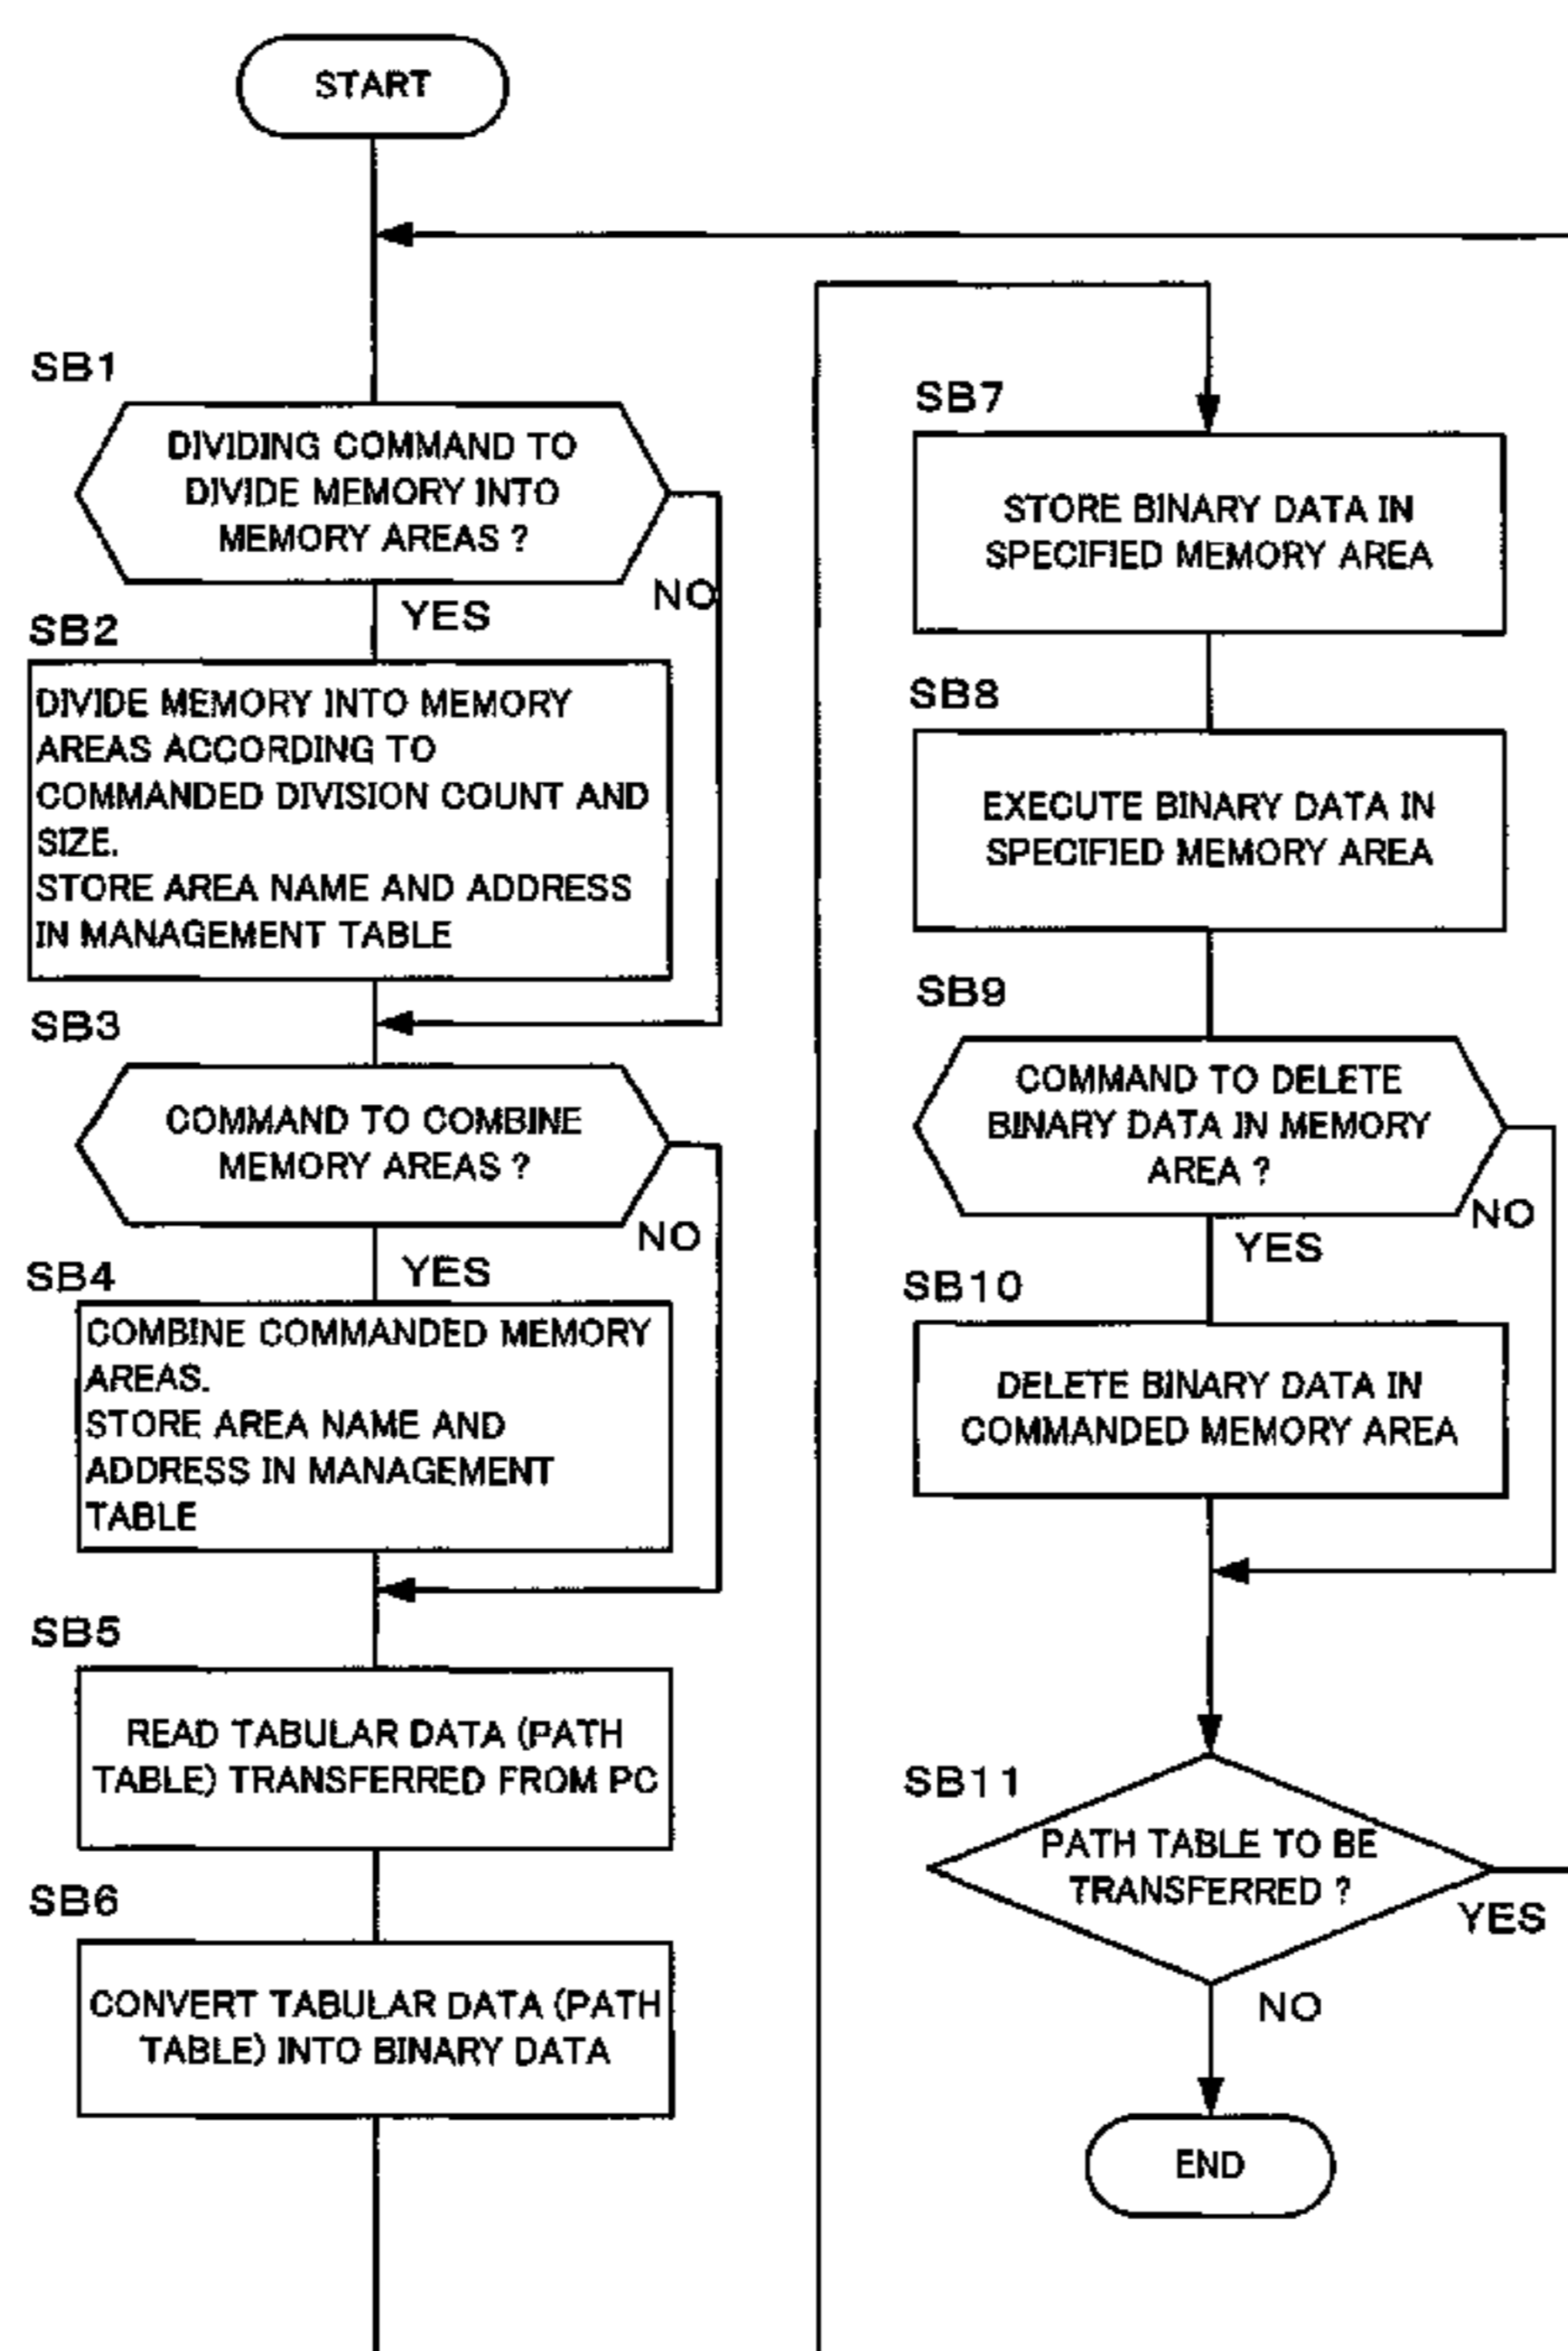 START
SB1
DIVIDING COMMAND TO
DIVIDE MEMORY INTO
MEMORY AREAS ?
NO
YES
SB2
DIVIDE MEMORY INTO MEMORY
AREAS ACCORDING TO
COMMANDED DIVISION COUNT AND
SIZE.
STORE AREA NAME AND ADDRESS
IN MANAGEMENT TABLE
SB3
COMMAND TO COMBINE
MEMORY AREAS ?
NO
YES
SB4
COMBINE COMMANDED MEMORY
AREAS.
STORE AREA NAME AND
ADDRESS IN MANAGEMENT
TABLE
SB5
READ TABULAR DATA (PATH
TABLE) TRANSFERRED FROM PC
SB6
CONVERT TABULAR DATA (PATH
TABLE) INTO BINARY DATA
SB7
STORE BINARY DATA IN
SPECIFIED MEMORY AREA
SB8
EXECUTE BINARY DATA IN
SPECIFIED MEMORY AREA
SB9
COMMAND TO DELETE
BINARY DATA IN MEMORY
AREA ?
NO
YES
SB10
DELETE BINARY DATA IN
COMMANDED MEMORY AREA
SB11
PATH TABLE TO BE
TRANSFERRED ?
YES
NO
END